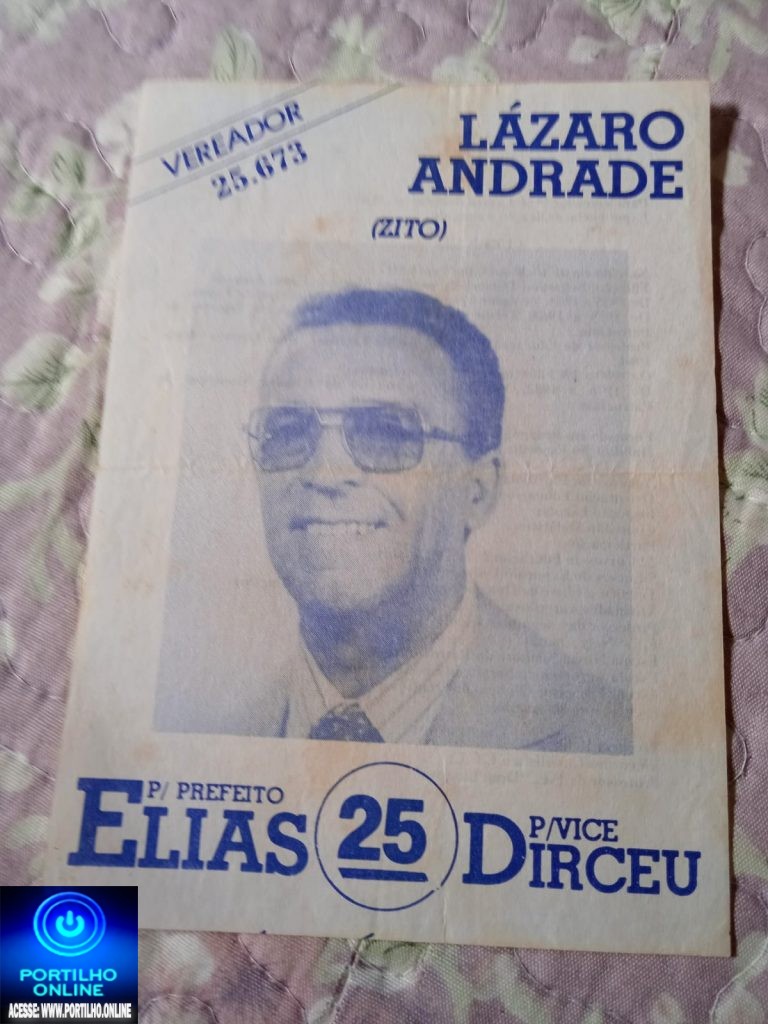 VEREADOR
25.673
LÁZARO
ANDRADE
(ZITO)
P/ PREFEITO
ELIAS
25
P/VICE
DIRCEU
PORTILHO
ONLINE
ACESSE: WWW.PORTILHO.ONLINE